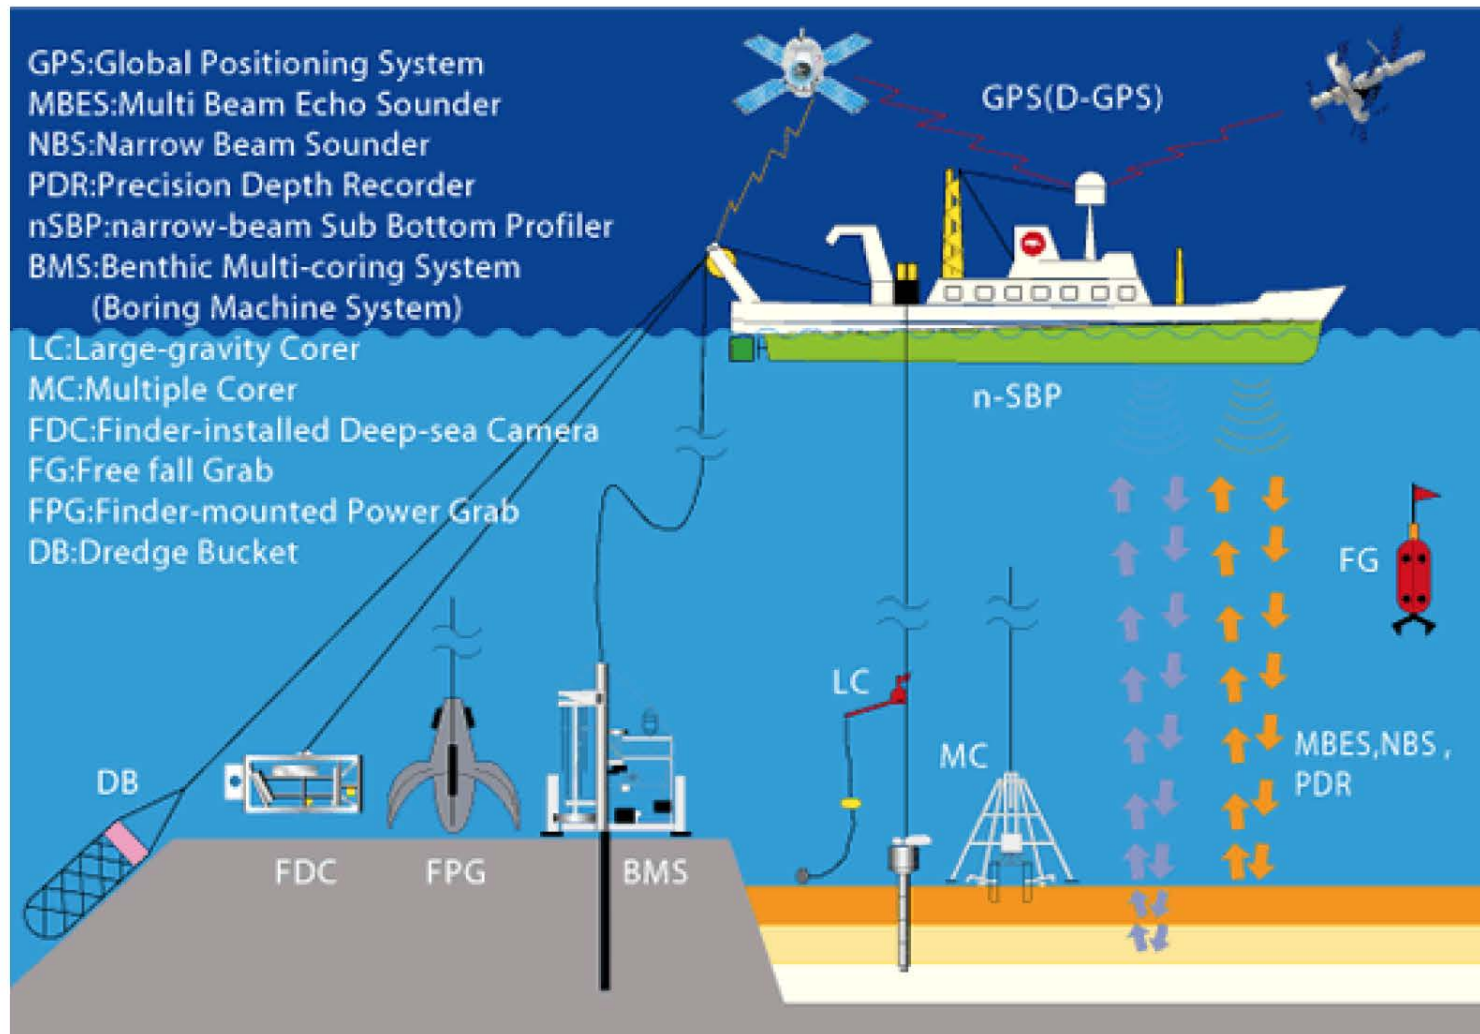 GPS:Global Positioning System
MBES:Multi Beam Echo Sounder
NBS:Narrow Beam Sounder
PDR:Precision Depth Recorder
nSBP:narrow-beam Sub Bottom Profiler
BMS:Benthic Multi-coring System
(Boring Machine System)
LC:Large-gravity Corer
MC:Multiple Corer
FDC:Finder-installed Deep-sea Camera
FG:Free fall Grab
FPG:Finder-mounted Power Grab
DB:Dredge Bucket
GPS(D-GPS)
n-SBP
FG
LC
MC
MBES,NBS,
PDR
DB
FDC
FPG
BMS